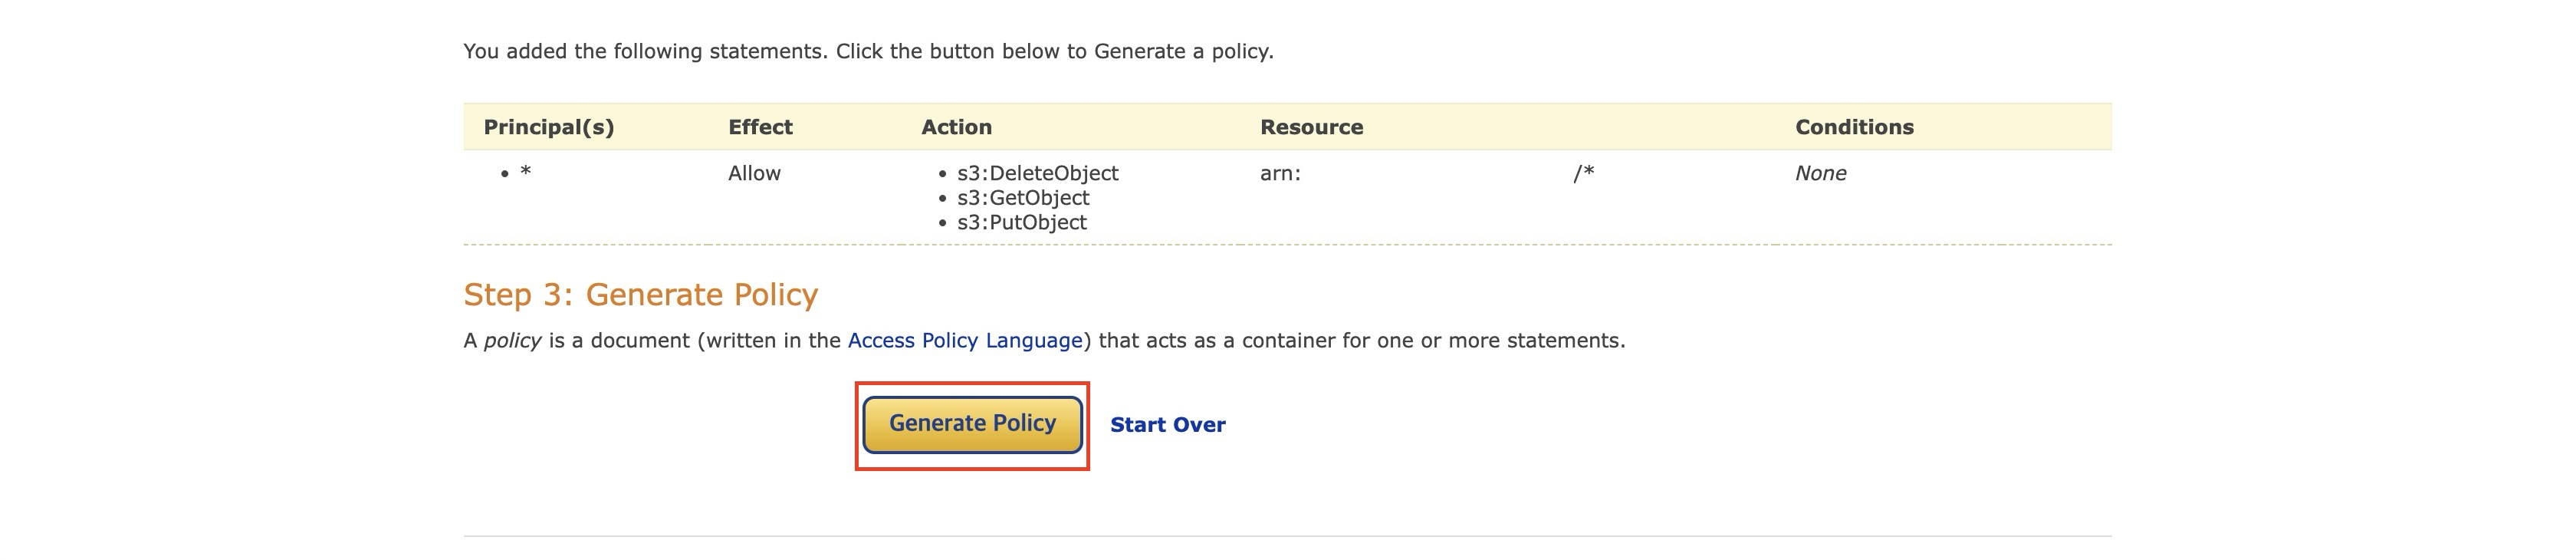 You added the following statements. Click the button below to Generate a policy.
Principal(s) Effect Action Resource Conditions
• * Allow • s3:DeleteObject arn: /* None
• s3:GetObject
• s3:PutObject
Step 3: Generate Policy
A policy is a document (written in the Access Policy Language) that acts as a container for one or more statements.
Generate Policy Start Over